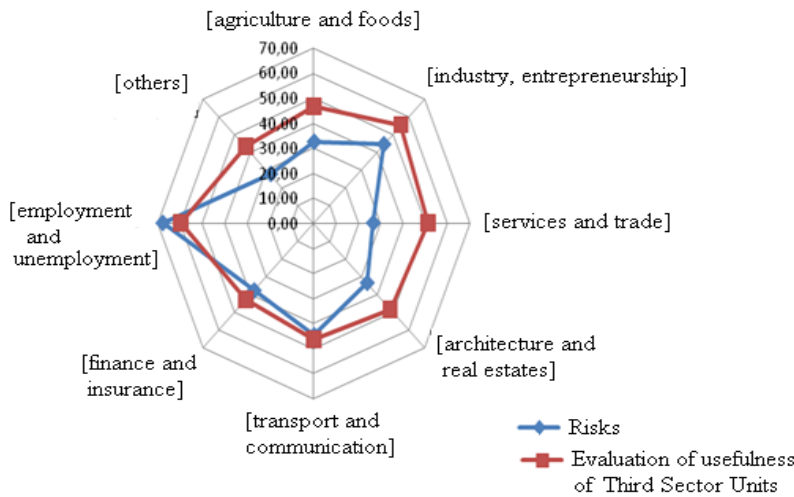 [agriculture and foods]
70,00
60,00
50,00
40,00
30,00
20,00
10,00
0,00
[industry, entrepreneurship]
[services and trade]
[architecture and
real estates]
[transport and
communication]
[finance and
insurance]
[employment
and
unemployment]
[others]
Risks
Evaluation of usefulness
of Third Sector Units